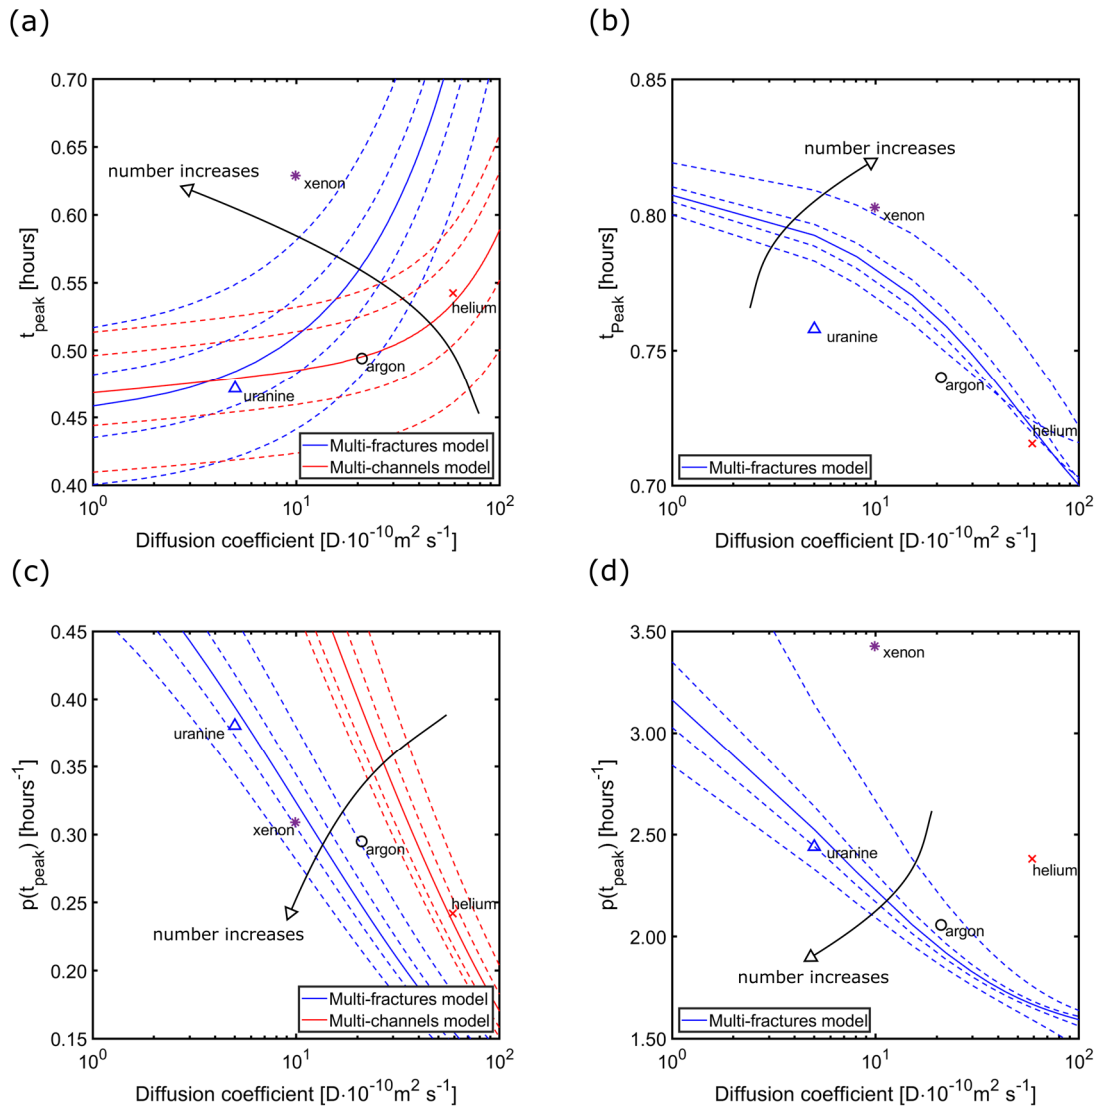 (a)
0.70
0.65
0.60
0.55
0.50
0.45
0.40
t_peak [hours]
number increases
xenon
helium
argon
uranine
Multi-fractures model
Multi-channels model
10^0
10^1
10^2
Diffusion coefficient [D·10^-10 m^2 s^-1]
(b)
0.85
0.80
0.75
0.70
t_Peak [hours]
number increases
xenon
uranine
argon
helium
Multi-fractures model
10^0
10^1
10^2
Diffusion coefficient [D·10^-10 m^2 s^-1]
(c)
0.45
0.40
0.35
0.30
0.25
0.20
0.15
p(t_peak) [hours^-1]
uranine
xenon
argon
helium
number increases
Multi-fractures model
Multi-channels model
10^0
10^1
10^2
Diffusion coefficient [D·10^-10 m^2 s^-1]
(d)
3.50
3.00
2.50
2.00
1.50
p(t_peak) [hours^-1]
xenon
uranine
helium
argon
number increases
Multi-fractures model
10^0
10^1
10^2
Diffusion coefficient [D·10^-10 m^2 s^-1]